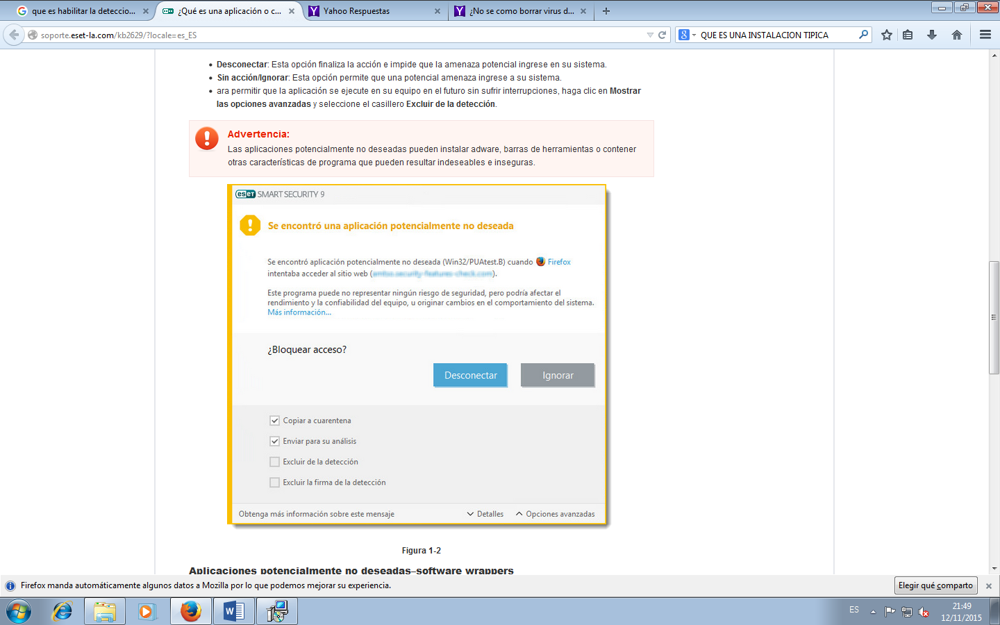 que es habilitar la deteccio...
¿Qué es una aplicación o c...
Yahoo Respuestas
¿No se como borrar virus d...
soporte.eset-la.com/kb2629/?locale=es_ES
QUE ES UNA INSTALACION TIPICA
Desconectar: Esta opción finaliza la acción e impide que la amenaza potencial ingrese en su sistema.
Sin acción/Ignorar: Esta opción permite que una potencial amenaza ingrese a su sistema.
ara permitir que la aplicación se ejecute en su equipo en el futuro sin sufrir interrupciones, haga clic en Mostrar
las opciones avanzadas y seleccione el casillero Excluir de la detección.
Advertencia:
Las aplicaciones potencialmente no deseadas pueden instalar adware, barras de herramientas o contener
otras características de programa que pueden resultar indeseables e inseguras.
eset SMART SECURITY 9
Se encontró una aplicación potencialmente no deseada
Se encontró aplicación potencialmente no deseada (Win32/PUAtest.B) cuando Firefox
intentaba acceder al sitio web ( ).
Este programa puede no representar ningún riesgo de seguridad, pero podría afectar el
rendimiento y la confiabilidad del equipo, u originar cambios en el comportamiento del sistema.
Más información...
¿Bloquear acceso?
Desconectar
Ignorar
Copiar a cuarentena
Enviar para su análisis
Excluir de la detección
Excluir la firma de la detección
Obtenga más información sobre este mensaje
Detalles
Opciones avanzadas
Figura 1-2
Aplicaciones potencialmente no deseadas–software wrappers
Firefox manda automáticamente algunos datos a Mozilla por lo que podemos mejorar su experiencia.
Elegir qué comparto
ES
21:49
12/11/2015